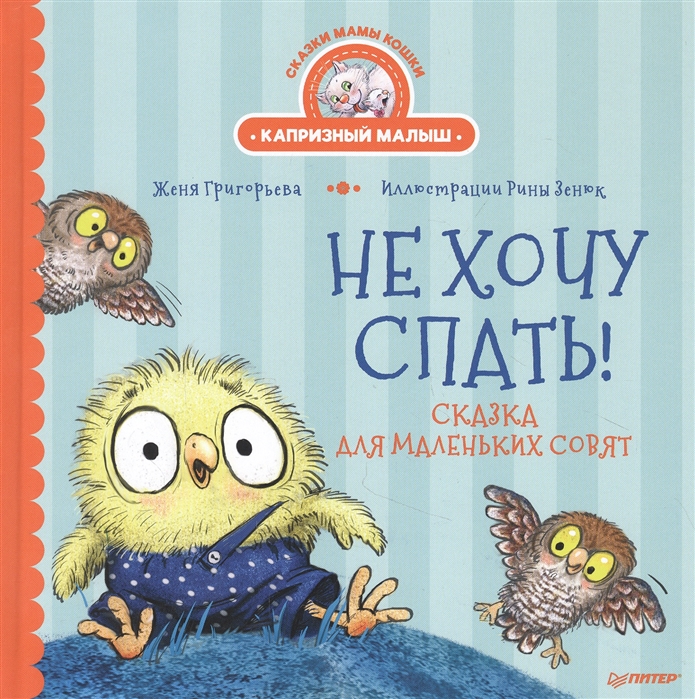 СКАЗКИ МАМЫ КОШКИ
• КАПРИЗНЫЙ МАЛЫШ •
Женя Григорьева
Иллюстрации Рины Зенюк
НЕ ХОЧУ
СПАТЬ!
СКАЗКА
ДЛЯ МАЛЕНЬКИХ СОВЯТ
ПИТЕР®